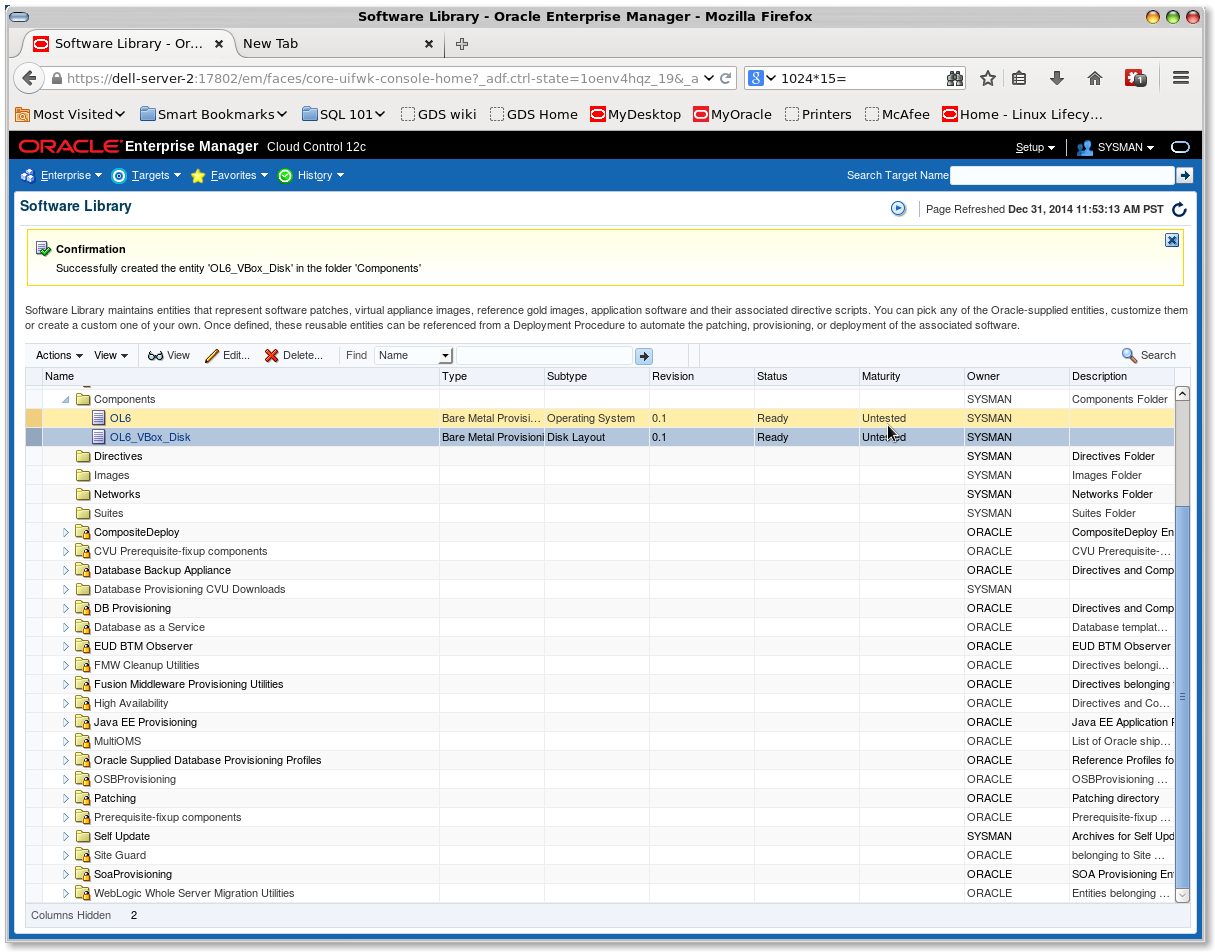 Software Library - Oracle Enterprise Manager - Mozilla Firefox
Software Library - Or... New Tab
https://dell-server-2:17802/em/faces/core-uifwk-console-home?_adf.ctrl-state=1oenv4hqz_19&_a 1024*15= 1
Most Visited Smart Bookmarks SQL 101 GDS wiki GDS Home MyDesktop MyOracle Printers McAfee Home - Linux Lifecy...
ORACLE Enterprise Manager Cloud Control 12c Setup SYSMAN
Enterprise Targets Favorites History Search Target Name
Software Library Page Refreshed Dec 31, 2014 11:53:13 AM PST
Confirmation
Successfully created the entity 'OL6_VBox_Disk' in the folder 'Components'
Software Library maintains entities that represent software patches, virtual appliance images, reference gold images, application software and their associated directive scripts. You can pick any of the Oracle-supplied entities, customize them
or create a custom one of your own. Once defined, these reusable entities can be referenced from a Deployment Procedure to automate the patching, provisioning, or deployment of the associated software.
Actions View View Edit... Delete... Find Name Search
Name Type Subtype Revision Status Maturity Owner Description
Components SYSMAN Components Folder
OL6 Bare Metal Provisi... Operating System 0.1 Ready Untested SYSMAN
OL6_VBox_Disk Bare Metal Provisioni Disk Layout 0.1 Ready Untested SYSMAN
Directives SYSMAN Directives Folder
Images SYSMAN Images Folder
Networks SYSMAN Networks Folder
Suites SYSMAN Suites Folder
CompositeDeploy ORACLE CompositeDeploy En
CVU Prerequisite-fixup components ORACLE CVU Prerequisite-...
Database Backup Appliance ORACLE Directives and Comp
Database Provisioning CVU Downloads SYSMAN
DB Provisioning ORACLE Directives and Comp
Database as a Service ORACLE Database templat...
EUD BTM Observer ORACLE EUD BTM Observer
FMW Cleanup Utilities ORACLE Directives belongi...
Fusion Middleware Provisioning Utilities ORACLE Directives belonging
High Availability ORACLE Directives and Co...
Java EE Provisioning ORACLE Java EE Application
MultiOMS ORACLE List of Oracle ship...
Oracle Supplied Database Provisioning Profiles ORACLE Reference Profiles fo
OSBProvisioning ORACLE OSBProvisioning ...
Patching ORACLE Patching directory
Prerequisite-fixup components ORACLE Prerequisite-fixup ...
Self Update SYSMAN Archives for Self Upd
Site Guard ORACLE belonging to Site ...
SoaProvisioning ORACLE SOA Provisioning En
WebLogic Whole Server Migration Utilities ORACLE Entities belonging ...
Columns Hidden 2